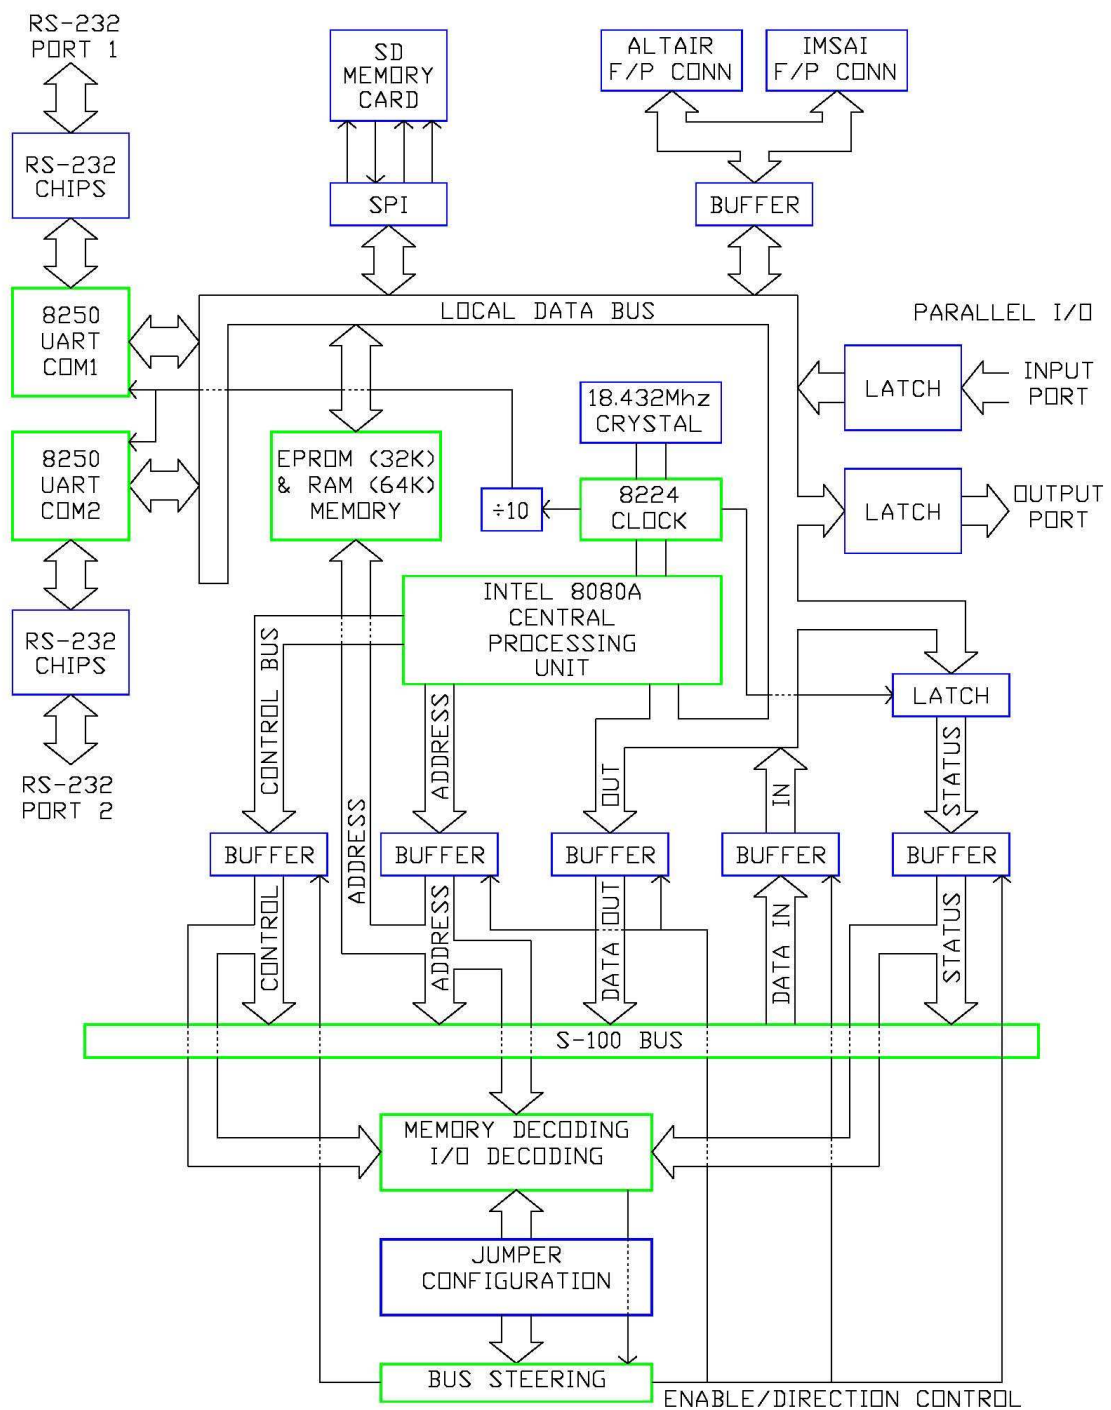 RS-232
PORT 1
SD
MEMORY
CARD
ALTAIR
F/P CONN
IMSAI
F/P CONN
RS-232
CHIPS
SPI
BUFFER
8250
UART
COM1
LOCAL DATA BUS
PARALLEL I/O
LATCH
INPUT
PORT
18.432Mhz
CRYSTAL
8250
UART
COM2
EPROM (32K)
& RAM (64K)
MEMORY
÷10
8224
CLOCK
LATCH
OUTPUT
PORT
INTEL 8080A
CENTRAL
PROCESSING
UNIT
RS-232
CHIPS
RS-232
PORT 2
CONTROL BUS
ADDRESS
ADDRESS
OUT
IN
LATCH
STATUS
BUFFER
BUFFER
BUFFER
BUFFER
BUFFER
CONTROL
ADDRESS
DATA OUT
DATA IN
STATUS
S-100 BUS
MEMORY DECODING
I/O DECODING
JUMPER
CONFIGURATION
BUS STEERING
ENABLE/DIRECTION CONTROL